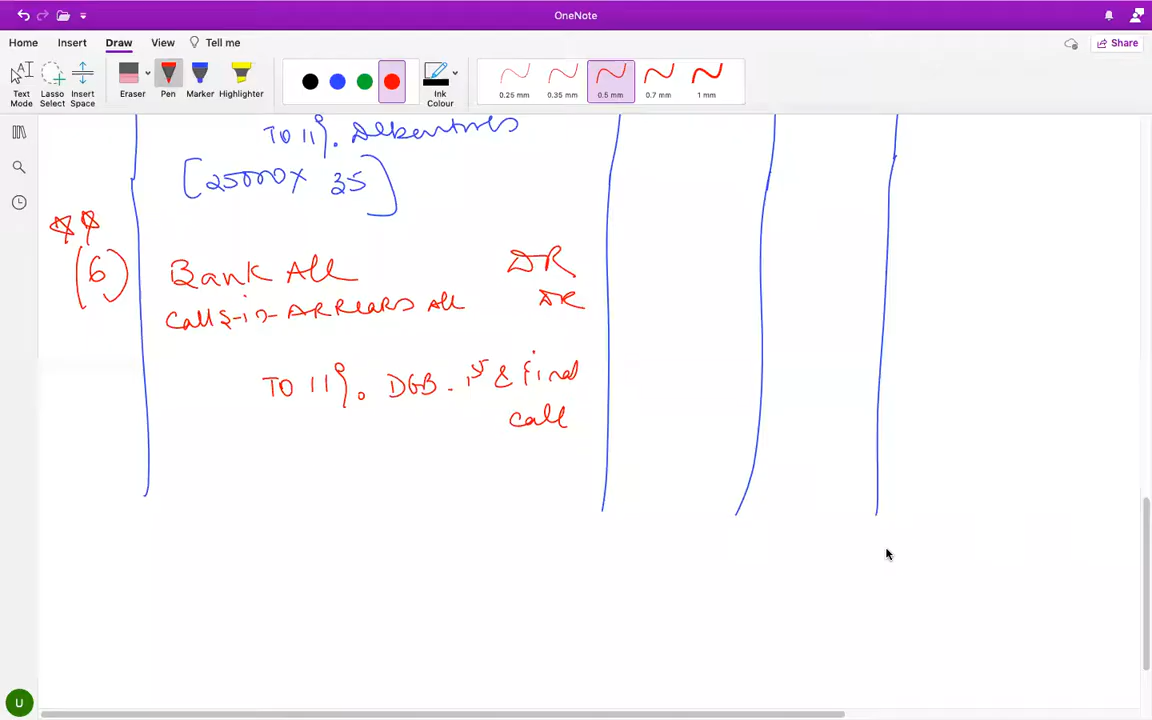 OneNote
Home Insert Draw View Tell me
Share
Text Mode
Lasso Select
Insert Space
Eraser
Pen
Marker
Highlighter
Ink Colour
0.25 mm
0.35 mm
0.5 mm
0.7 mm
1 mm
TO 11%. Debentures
[25000 X 35]
(6) Bank A/c DR
Calls-in-ARRears A/c DR
TO 11%. DEB. 1st & Final
call
U